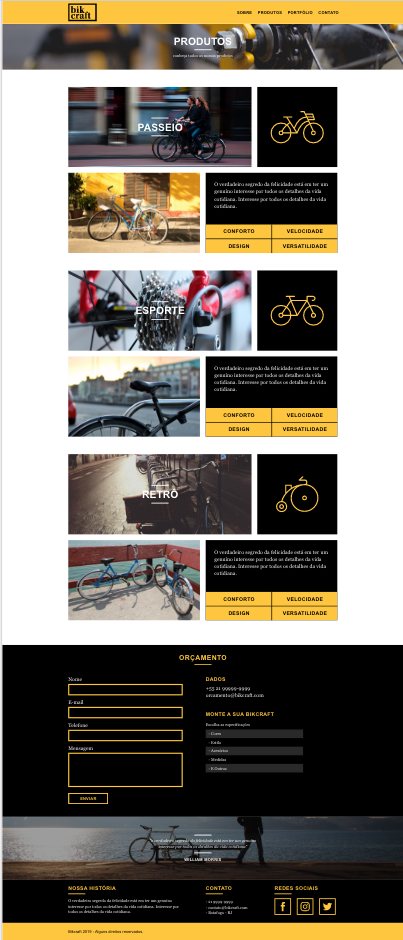 bik
craft
SOBRE PRODUTOS PORTFÓLIO CONTATO
PRODUTOS
conheça todos os nossos produtos
PASSEIO
O verdadeiro segredo da felicidade está em ter um
genuíno interesse por todos os detalhes da vida
cotidiana. Interesse por todos os detalhes da vida
cotidiana.
CONFORTO VELOCIDADE
DESIGN VERSATILIDADE
ESPORTE
O verdadeiro segredo da felicidade está em ter um
genuíno interesse por todos os detalhes da vida
cotidiana. Interesse por todos os detalhes da vida
cotidiana.
CONFORTO VELOCIDADE
DESIGN VERSATILIDADE
RETRÔ
O verdadeiro segredo da felicidade está em ter um
genuíno interesse por todos os detalhes da vida
cotidiana. Interesse por todos os detalhes da vida
cotidiana.
CONFORTO VELOCIDADE
DESIGN VERSATILIDADE
ORÇAMENTO
Nome
E-mail
Telefone
Mensagem
ENVIAR
DADOS
+55 21 99999-9999
orcamento@bikcraft.com
MONTE A SUA BIKCRAFT
Escolha as especificações
- Cores
- Estilo
- Acessórios
- Medidas
- E Outros
"o verdadeiro segredo da felicidade está em ter um genuíno
interesse por todos os detalhes da vida cotidiana."
WILLIAM MORRIS
NOSSA HISTÓRIA
O verdadeiro segredo da felicidade está em ter um genuíno
interesse por todos os detalhes da vida cotidiana.
Interesse por todos os detalhes da vida cotidiana.
CONTATO
- contato@bikcraft.com
- Botafogo - RJ
REDES SOCIAIS
Bikcraft 2019 - Alguns direitos reservados.